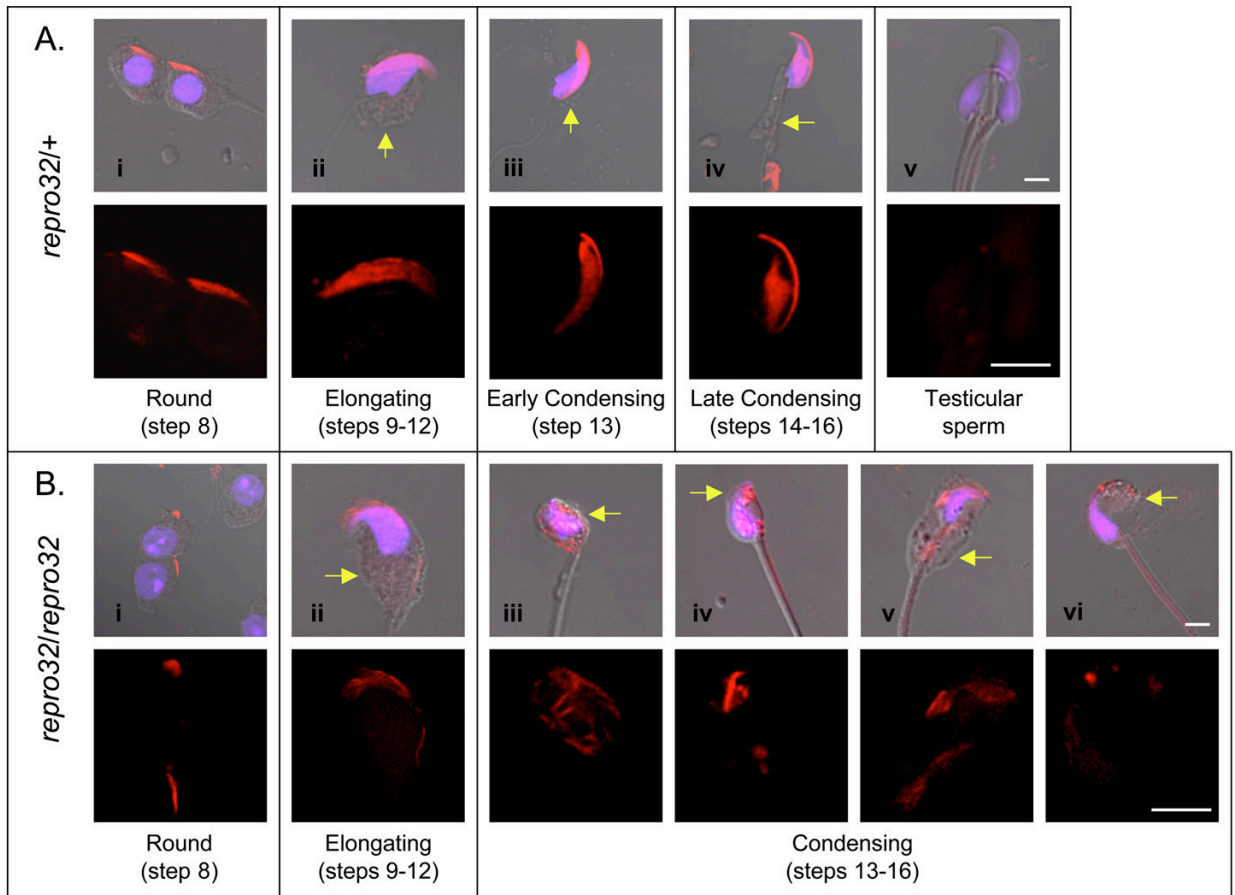 A.
repro32/+
i
ii
iii
iv
v
Round
(step 8)
Elongating
(steps 9-12)
Early Condensing
(step 13)
Late Condensing
(steps 14-16)
Testicular
sperm
B.
repro32/repro32
i
ii
iii
iv
v
vi
Round
(step 8)
Elongating
(steps 9-12)
Condensing
(steps 13-16)